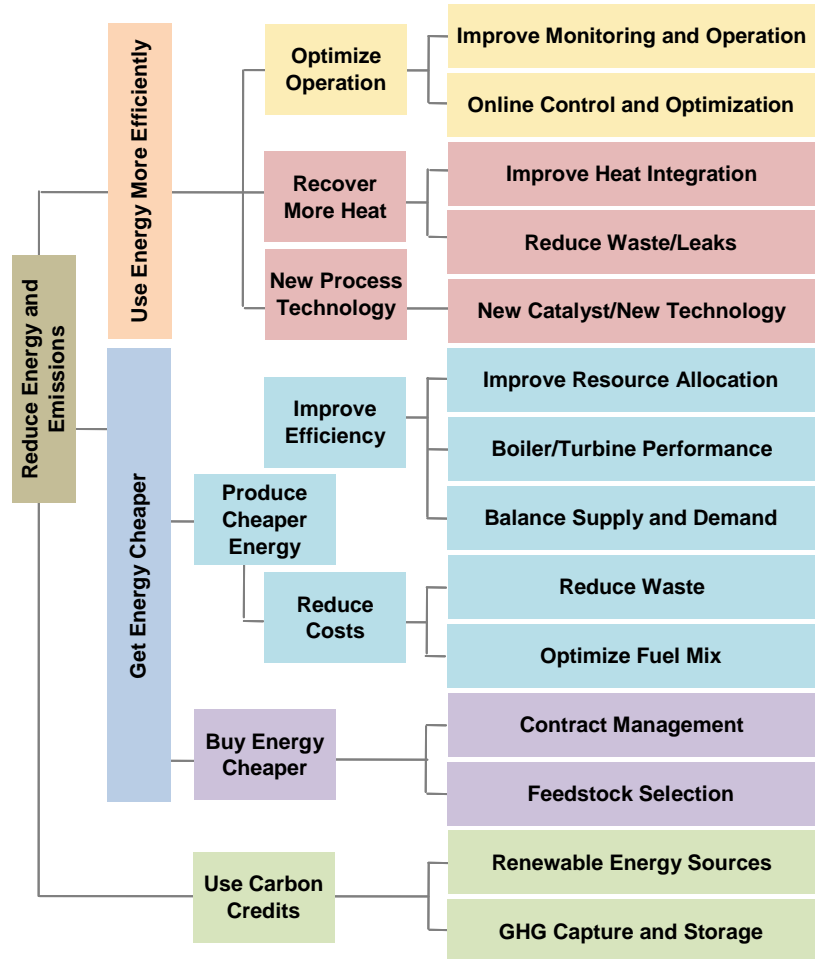 Reduce Energy and
Emissions
Use Energy More Efficiently
Optimize
Operation
Improve Monitoring and Operation
Online Control and Optimization
Recover
More Heat
Improve Heat Integration
Reduce Waste/Leaks
New Process
Technology
New Catalyst/New Technology
Get Energy Cheaper
Produce
Cheaper
Energy
Improve
Efficiency
Improve Resource Allocation
Boiler/Turbine Performance
Balance Supply and Demand
Reduce
Costs
Reduce Waste
Optimize Fuel Mix
Buy Energy
Cheaper
Contract Management
Feedstock Selection
Use Carbon
Credits
Renewable Energy Sources
GHG Capture and Storage